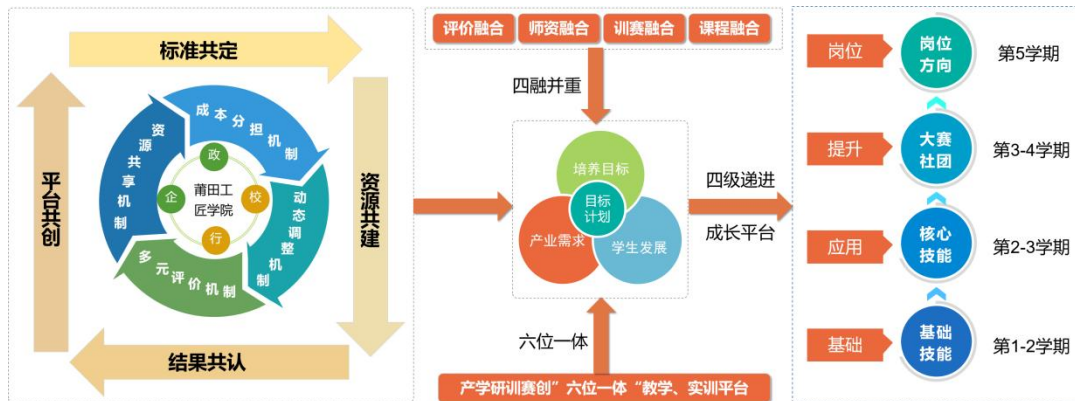 标准共定
平台共创
资源共享机制
成本分担机制
动态调整机制
多元评价机制
政
企
校
行
莆田工
匠学院
资源共建
结果共认
评价融合
师资融合
训赛融合
课程融合
四融并重
培养目标
目标
计划
产业需求
学生发展
六位一体
产学研训赛创”六位一体“教学、实训平台
四级递进
成长平台
岗位
岗位
方向
第5学期
提升
大赛
社团
第3-4学期
应用
核心
技能
第2-3学期
基础
基础
技能
第1-2学期